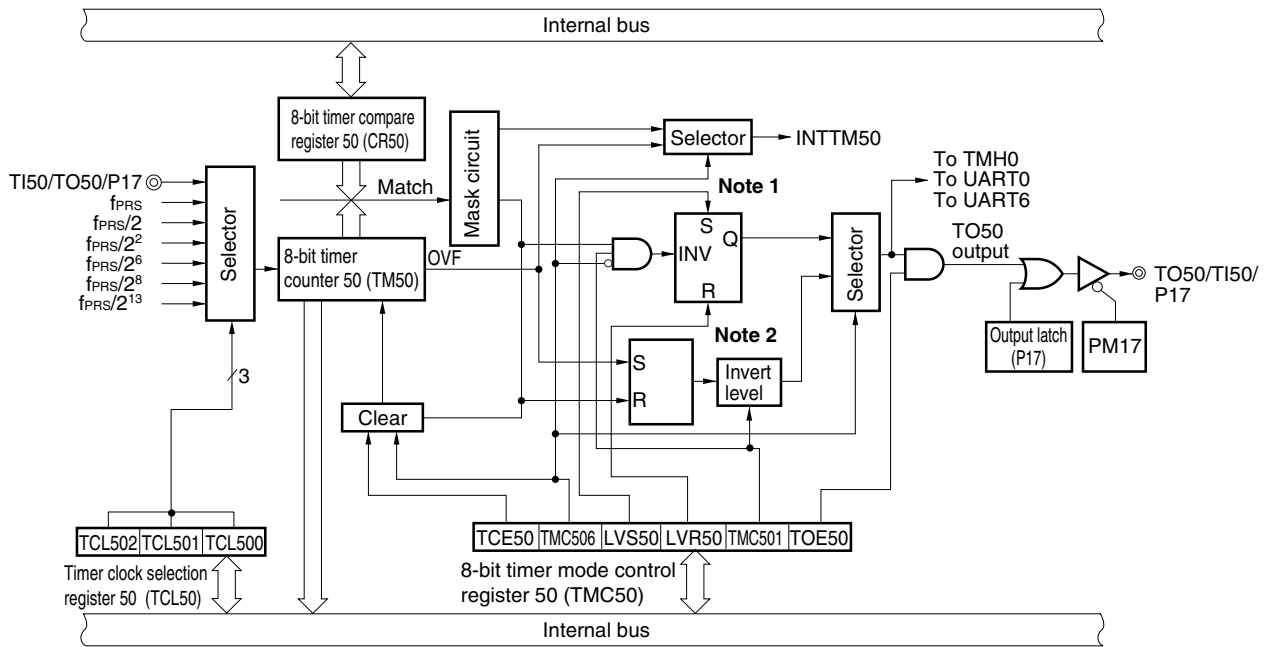 Internal bus
8-bit timer compare
register 50 (CR50)
Mask circuit
Selector
INTTM50
TI50/TO50/P17
fPRS
fPRS/2
fPRS/2²
fPRS/2⁶
fPRS/2⁸
fPRS/2¹³
Selector
Match
8-bit timer
counter 50 (TM50)
OVF
Note 1
S
INV
Q
R
Note 2
Selector
To TMH0
To UART0
To UART6
TO50
output
TO50/TI50/
P17
Output latch
(P17)
PM17
S
R
Invert
level
3
Clear
TCL502 TCL501 TCL500
Timer clock selection
register 50 (TCL50)
TCE50 TMC506 LVS50 LVR50 TMC501 TOE50
8-bit timer mode control
register 50 (TMC50)
Internal bus